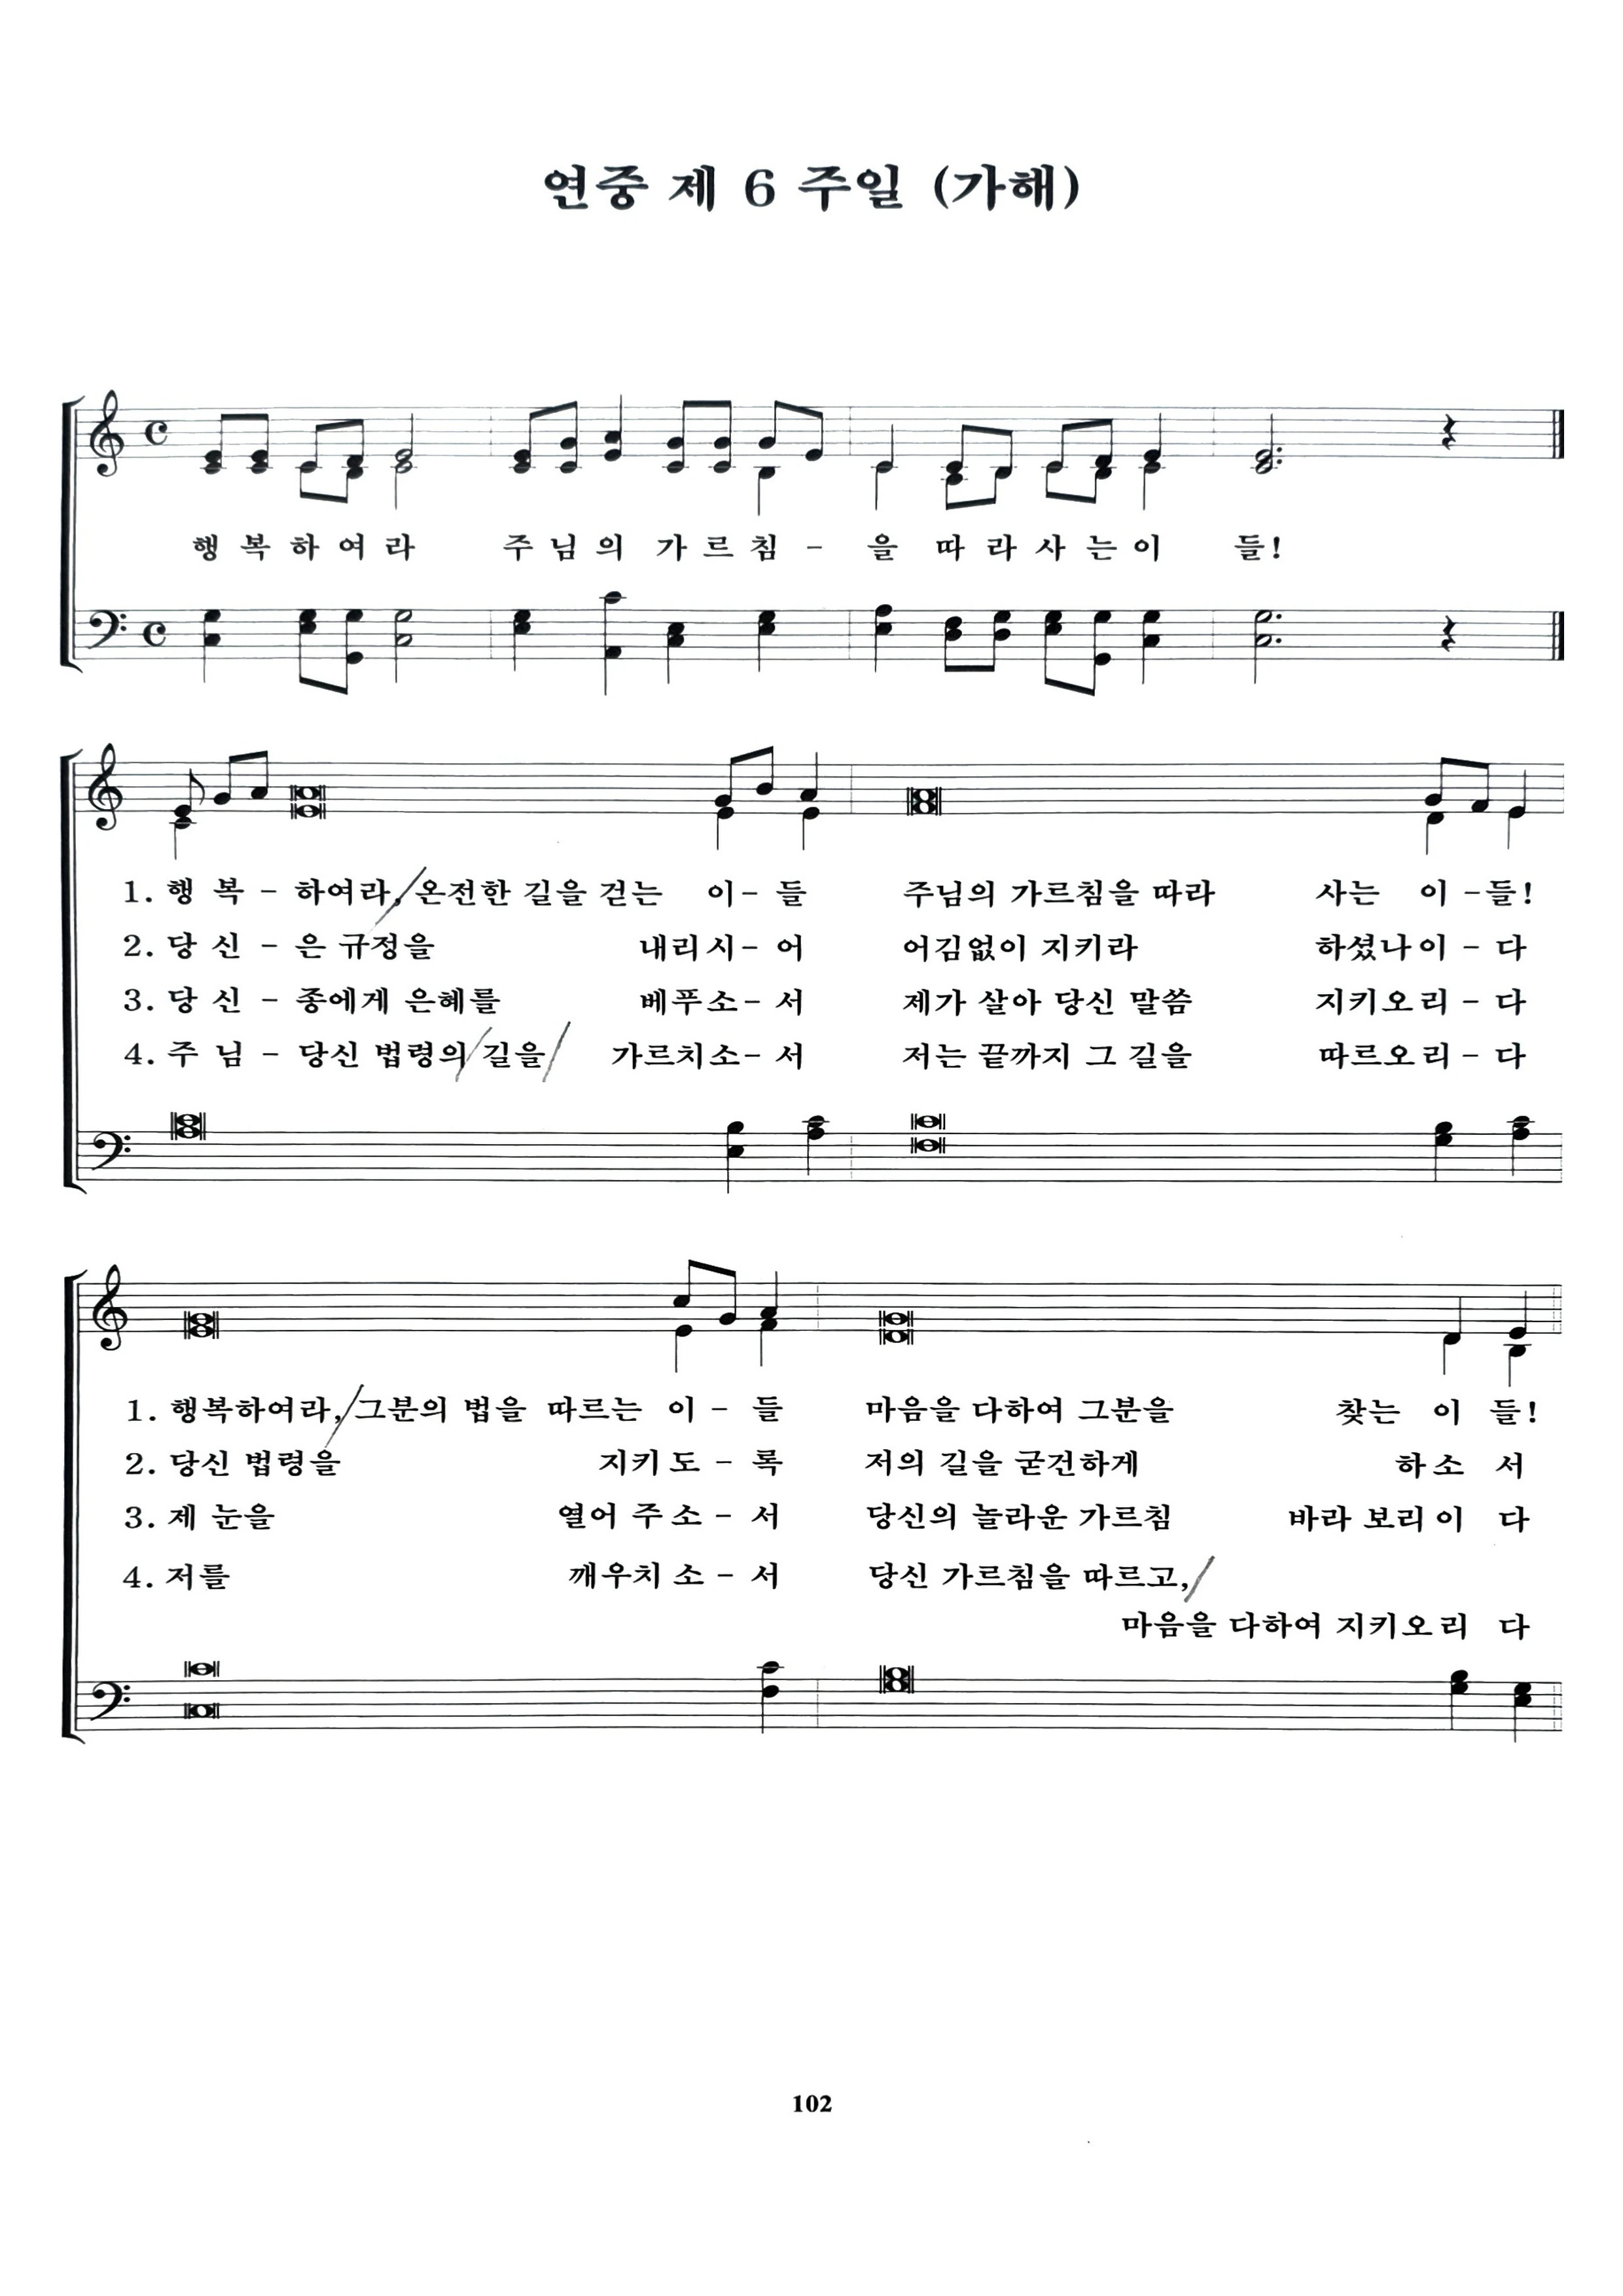 연중 제 6 주일 (가해)
행 복 하 여 라 주 님 의 가 르 침 - 을 따 라 사 는 이 들!
1. 행 복 - 하여라, 온전한 길을 걷는 이- 들 주님의 가르침을 따라 사는 이 -들!
2. 당 신 - 은 규정을 내리시- 어 어김없이 지키라 하셨나이 - 다
3. 당 신 - 종에게 은혜를 베푸소- 서 제가 살아 당신 말씀 지키오리 - 다
4. 주 님 - 당신 법령의 길을 가르치소- 서 저는 끝까지 그 길을 따르오리 - 다
1. 행복하여라, 그분의 법을 따르는 이 - 들 마음을 다하여 그분을 찾는 이 들!
2. 당신 법령을 지키도 - 록 저의 길을 굳건하게 하소 서
3. 제 눈을 열어 주소 - 서 당신의 놀라운 가르침 바라 보리이 다
4. 저를 깨우치소 - 서 당신 가르침을 따르고,
마음을 다하여 지키오리 다
102